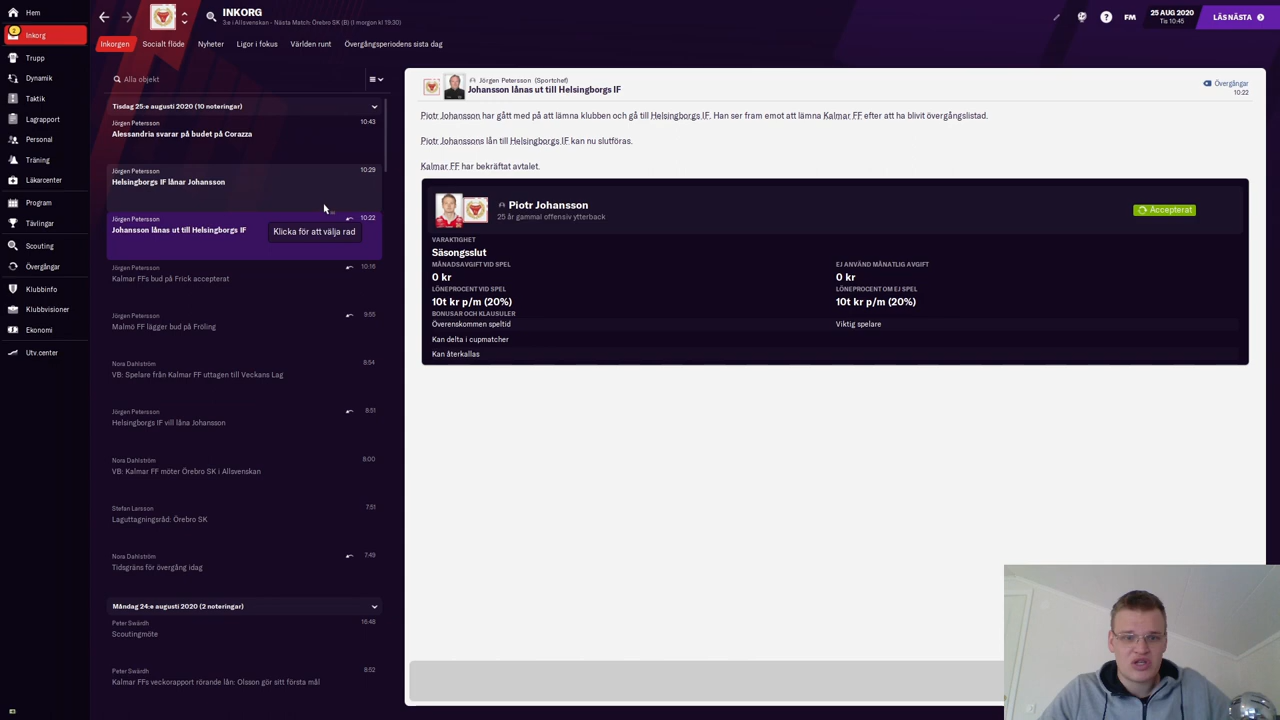 Hem
2
Inkorg
Trupp
Dynamik
Taktik
Lagrapport
Personal
Träning
Läkarcenter
Program
Tävlingar
Scouting
Övergångar
Klubbinfo
Klubbvisioner
Ekonomi
Utv.center
INKORG
3:e i Allsvenskan - Nästa Match: Örebro SK (B) (I morgon kl 19:30)
FM
25 AUG 2020
Tis 10:45
LÄS NÄSTA
Inkorgen
Socialt flöde
Nyheter
Ligor i fokus
Världen runt
Övergångsperiodens sista dag
Alla objekt
Tisdag 25:e augusti 2020 (10 noteringar)
Jörgen Petersson 10:43
Alessandria svarar på budet på Corazza
Jörgen Petersson 10:29
Helsingborgs IF lånar Johansson
Jörgen Petersson 10:22
Johansson lånas ut till Helsingborgs IF
Klicka för att välja rad
Jörgen Petersson 10:16
Kalmar FFs bud på Frick accepterat
Jörgen Petersson 9:55
Malmö FF lägger bud på Fröling
Nora Dahlström 8:54
VB: Spelare från Kalmar FF uttagen till Veckans Lag
Jörgen Petersson 8:51
Helsingborgs IF vill låna Johansson
Nora Dahlström 8:00
VB: Kalmar FF möter Örebro SK i Allsvenskan
Stefan Larsson 7:51
Laguttagningsråd: Örebro SK
Nora Dahlström 7:49
Tidsgräns för övergång idag
Måndag 24:e augusti 2020 (2 noteringar)
Peter Swärdh 16:48
Scoutingmöte
Peter Swärdh 8:52
Kalmar FFs veckorapport rörande lån: Olsson gör sitt första mål
Jörgen Petersson (Sportchef)
Johansson lånas ut till Helsingborgs IF
Övergångar
10:22
Piotr Johansson har gått med på att lämna klubben och gå till Helsingborgs IF. Han ser fram emot att lämna Kalmar FF efter att ha blivit övergångslistad.
Piotr Johanssons lån till Helsingborgs IF kan nu slutföras.
Kalmar FF har bekräftat avtalet.
Piotr Johansson
25 år gammal offensiv ytterback
Accepterat
VARAKTIGHET
Säsongsslut
MÅNADSAVGIFT VID SPEL EJ ANVÄND MÅNATLIG AVGIFT
0 kr 0 kr
LÖNEPROCENT VID SPEL LÖNEPROCENT OM EJ SPEL
10t kr p/m (20%) 10t kr p/m (20%)
BONUSAR OCH KLAUSULER
Överenskommen speltid Viktig spelare
Kan delta i cupmatcher
Kan återkallas